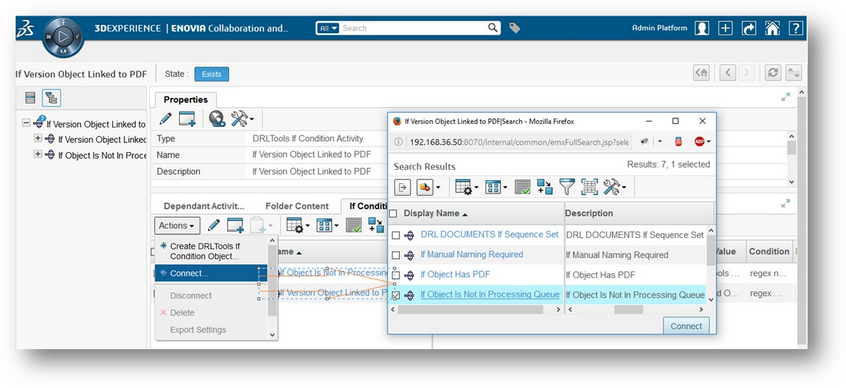 3DEXPERIENCE | ENOVIA Collaboration and..
All Search
Admin Platform
If Version Object Linked to PDF
State : Exists
If Version Object Linked to
If Version Object Linked
If Object Is Not In Proce
Properties
Type DRLTools If Condition Activity
Name If Version Object Linked to PDF
Description If Version Object Linked to PDF
Dependant Activit... Folder Content If Conditi
Actions
Create DRLTools If
Condition Object...
Connect...
Disconnect
Delete
Export Settings
ame
If Object Is Not In Processing
If Version Object Linked to P
Value Condition
ools ... regex n...
d O... regex ...
If Version Object Linked to PDF|Search - Mozilla Firefox
192.168.36.50:8070/internal/common/emxFullSearch.jsp?sele
ABP
Search Results
Results: 7, 1 selected
Display Name Description
DRL DOCUMENTS If Sequence Set DRL DOCUMENTS If Sequence Set
If Manual Naming Required If Manual Naming Required
If Object Has PDF If Object Has PDF
If Object Is Not In Processing Queue If Object Is Not In Processing Queue
Connect